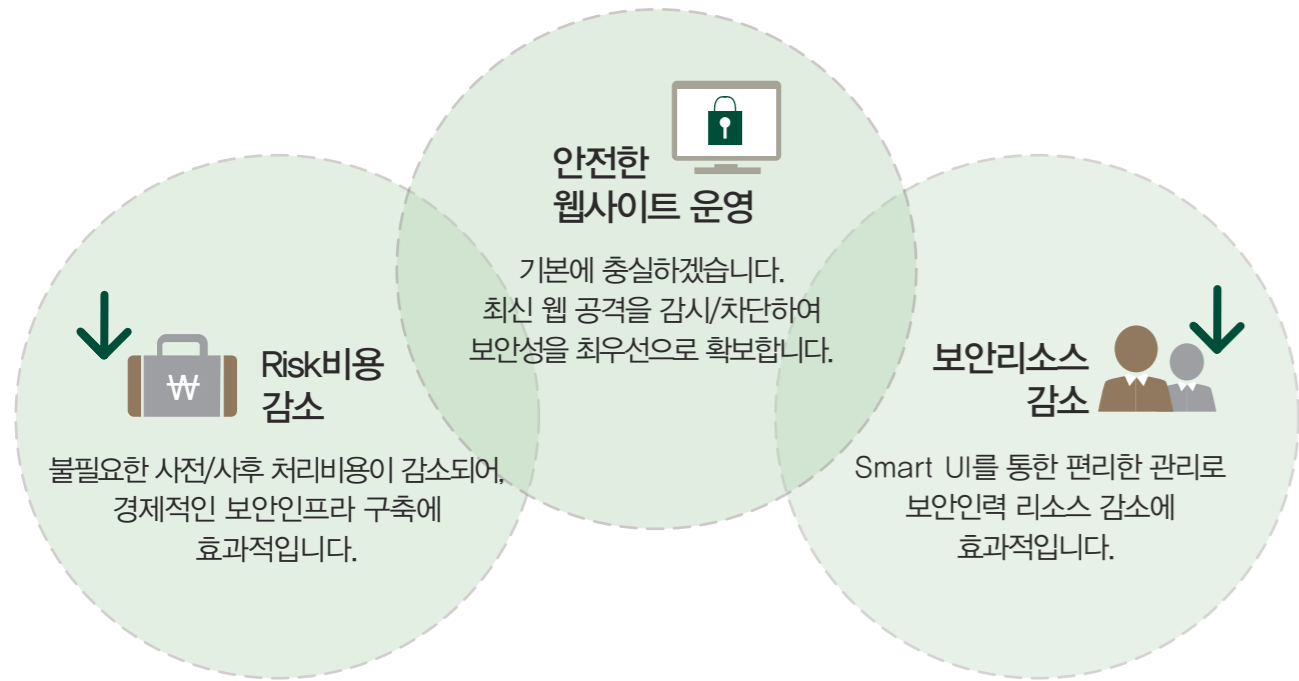 안전한
웹사이트 운영
기본에 충실하겠습니다.
최신 웹 공격을 감시/차단하여
보안성을 최우선으로 확보합니다.
₩
Risk비용
감소
불필요한 사전/사후 처리비용이 감소되어,
경제적인 보안인프라 구축에
효과적입니다.
보안리소스
감소
Smart UI를 통한 편리한 관리로
보안인력 리소스 감소에
효과적입니다.